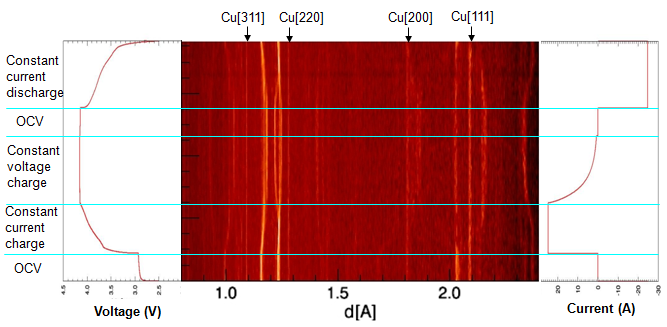 Cu[311] Cu[220] Cu[200] Cu[111]
Constant
current
discharge
OCV
Constant
voltage
charge
Constant
current
charge
OCV
4.5 4.0 3.5 3.0 2.5
1.0 1.5 2.0
20 10 0 -10 -20 -30
Voltage (V)
d[A]
Current (A)